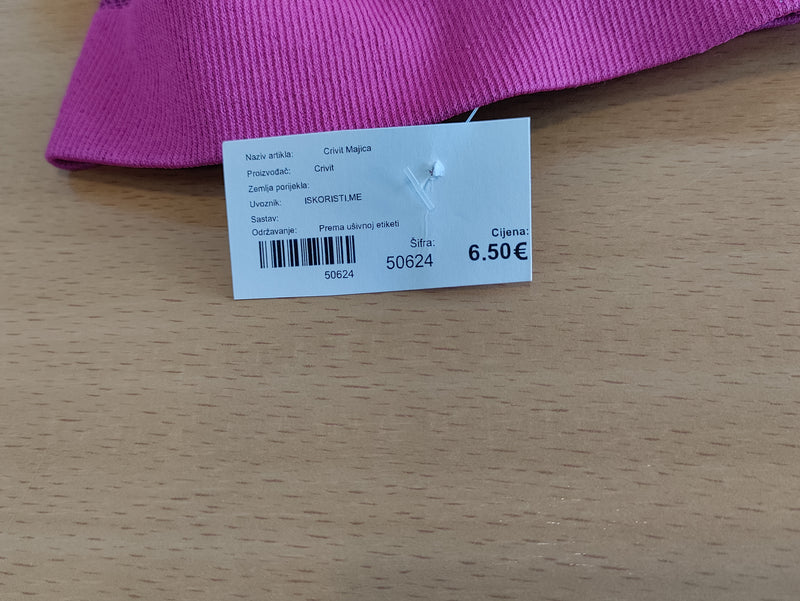 Naziv artikla: Crivit Majica
Proizvođač: Crivit
Zemlja porijekla:
Uvoznik: ISKORISTI.ME
Sastav:
Održavanje: Prema ušivnoj etiketi
50624
Šifra:
50624
Cijena:
6.50€